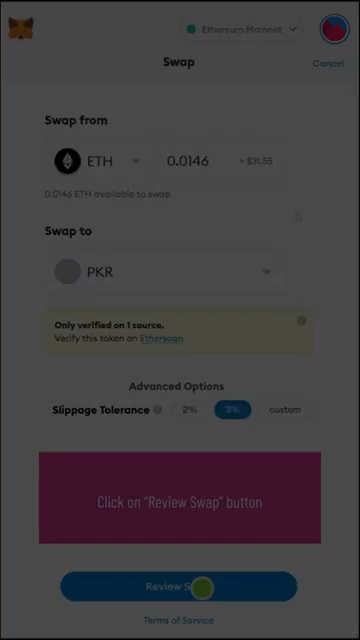 Ethereum Mainnet
Swap
Cancel
Swap from
ETH
0.0146
≈ $31.55
0.0146 ETH available to swap
Swap to
PKR
Only verified on 1 source.
Verify this token on Etherscan
Advanced Options
Slippage Tolerance
2%
3%
custom
Click on “Review Swap” button
Review S
Terms of Service